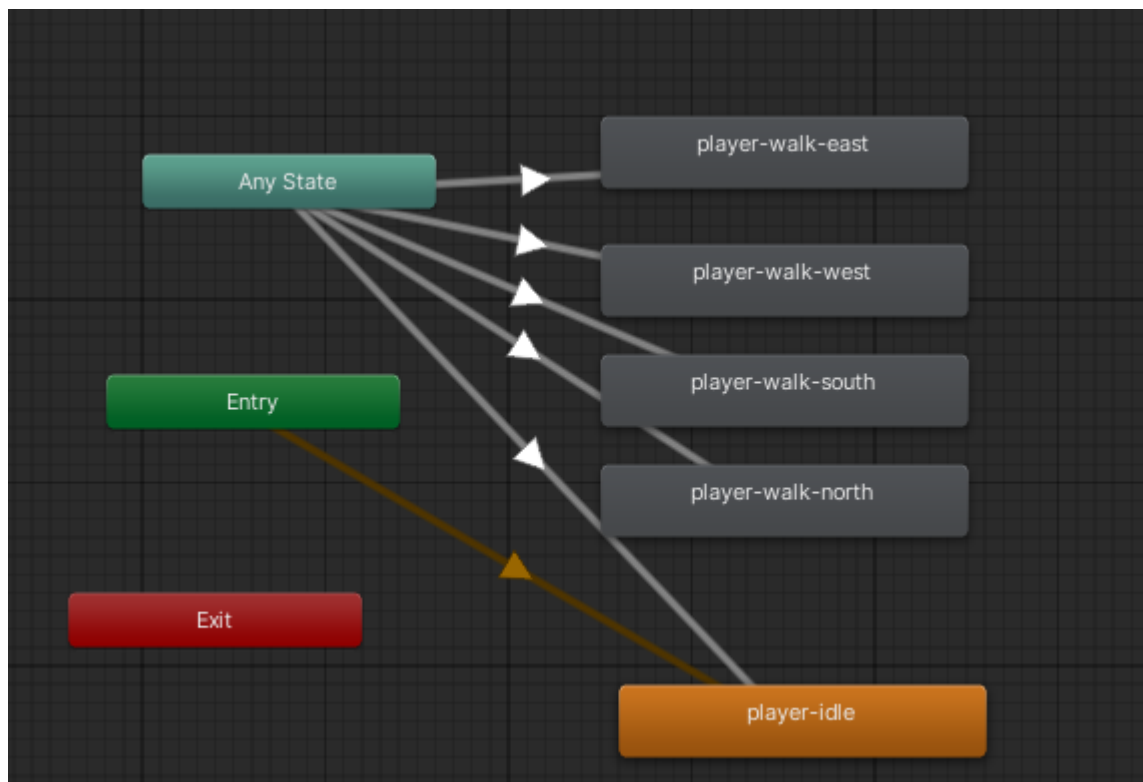 player-walk-east
Any State
player-walk-west
player-walk-south
Entry
player-walk-north
Exit
player-idle